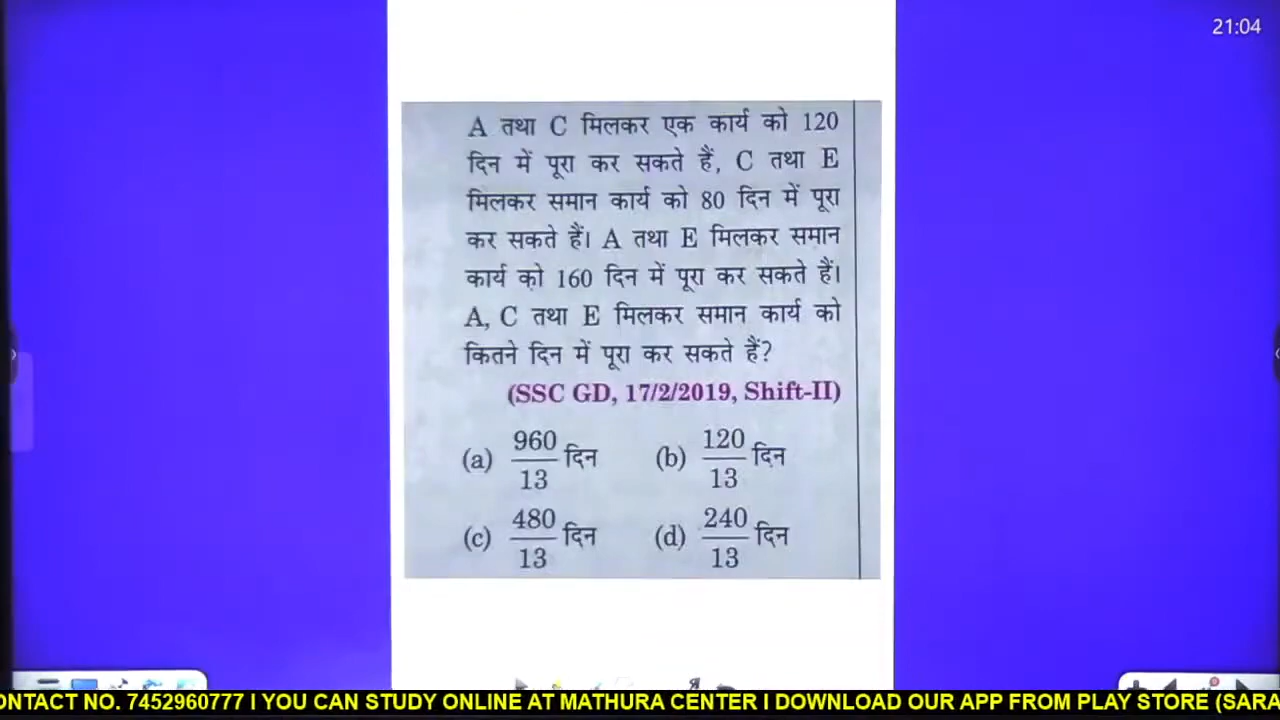 21:04
A तथा C मिलकर एक कार्य को 120
दिन में पूरा कर सकते हैं, C तथा E
मिलकर समान कार्य को 80 दिन में पूरा
कर सकते हैं। A तथा E मिलकर समान
कार्य को 160 दिन में पूरा कर सकते हैं।
A, C तथा E मिलकर समान कार्य को
कितने दिन में पूरा कर सकते हैं?
(SSC GD, 17/2/2019, Shift-II)
(a) 960/13 दिन (b) 120/13 दिन
(c) 480/13 दिन (d) 240/13 दिन
ONTACT NO. 7452960777 I YOU CAN STUDY ONLINE AT MATHURA CENTER I DOWNLOAD OUR APP FROM PLAY STORE (SARA